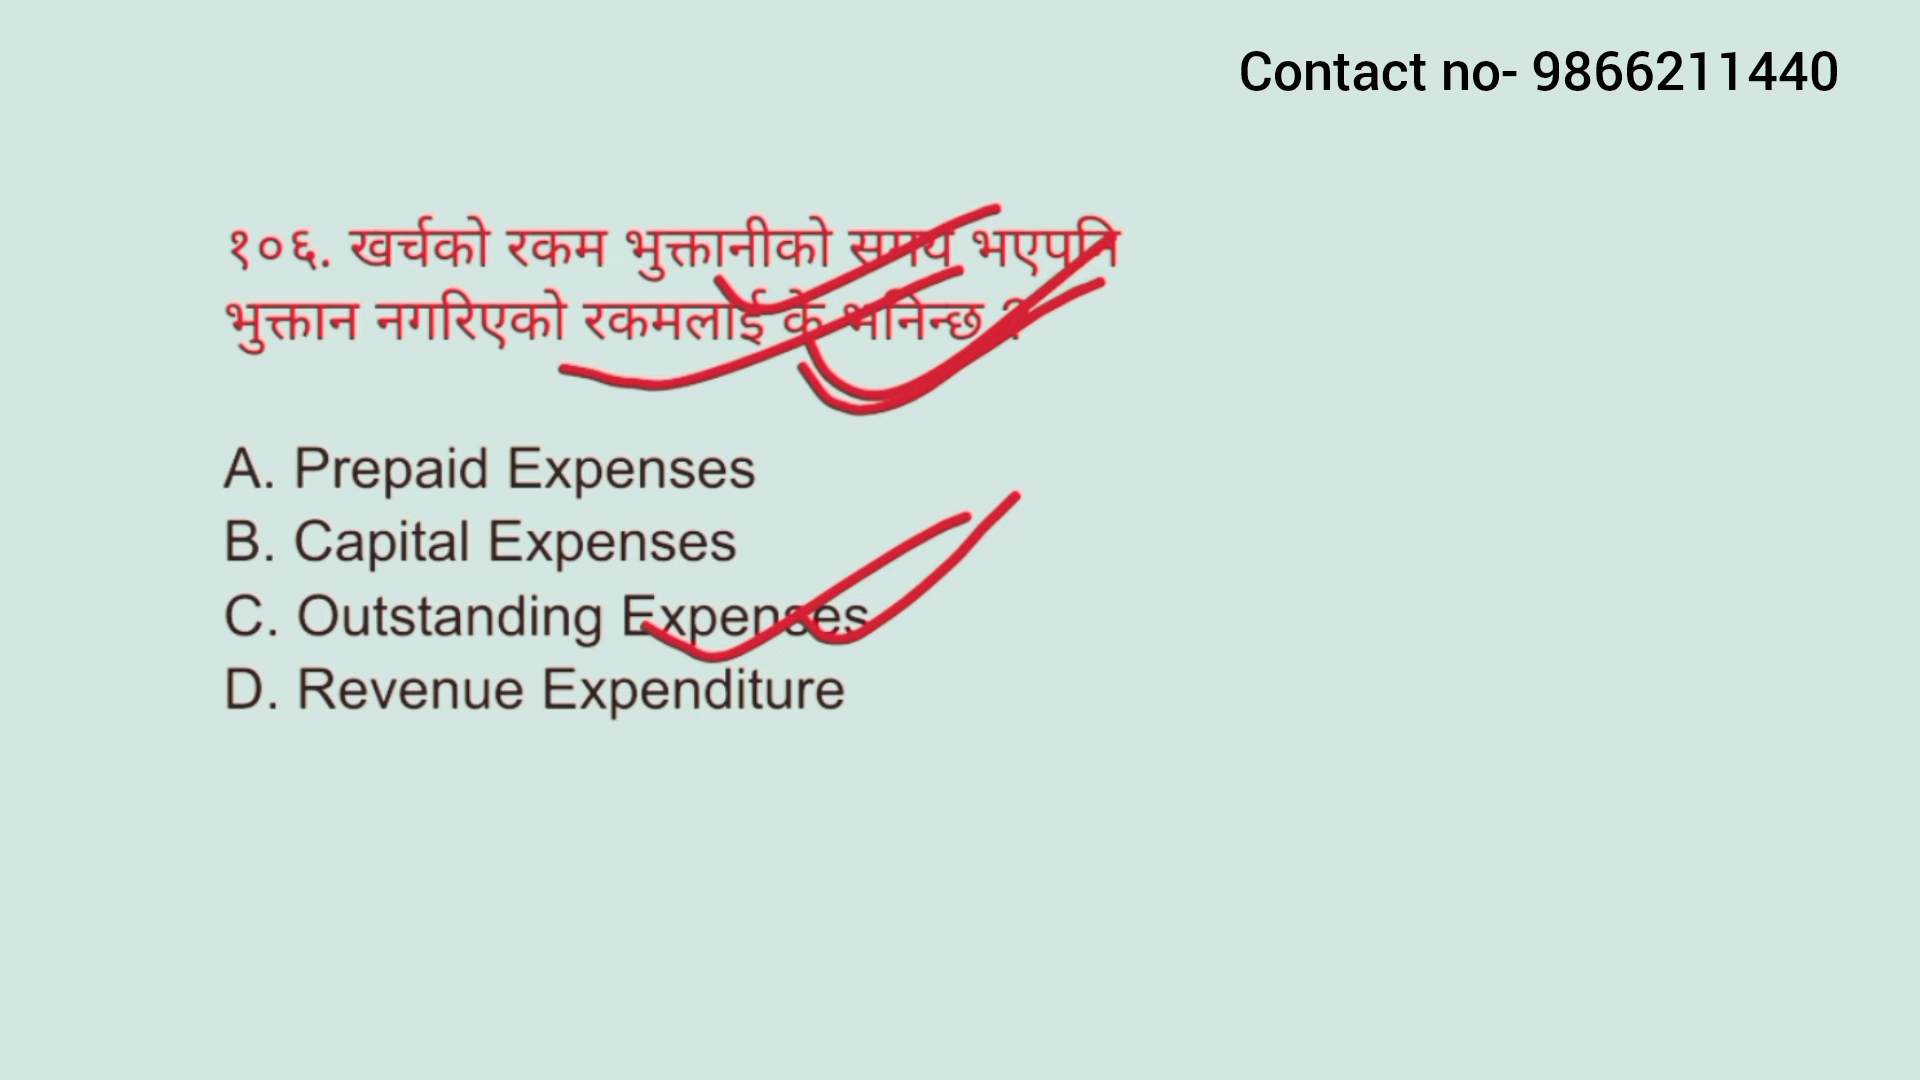 Contact no- 9866211440
१०६. खर्चको रकम भुक्तानीको समय भएपनि
भुक्तान नगरिएको रकमलाई के भनिन्छ ?
A. Prepaid Expenses
B. Capital Expenses
C. Outstanding Expenses
D. Revenue Expenditure